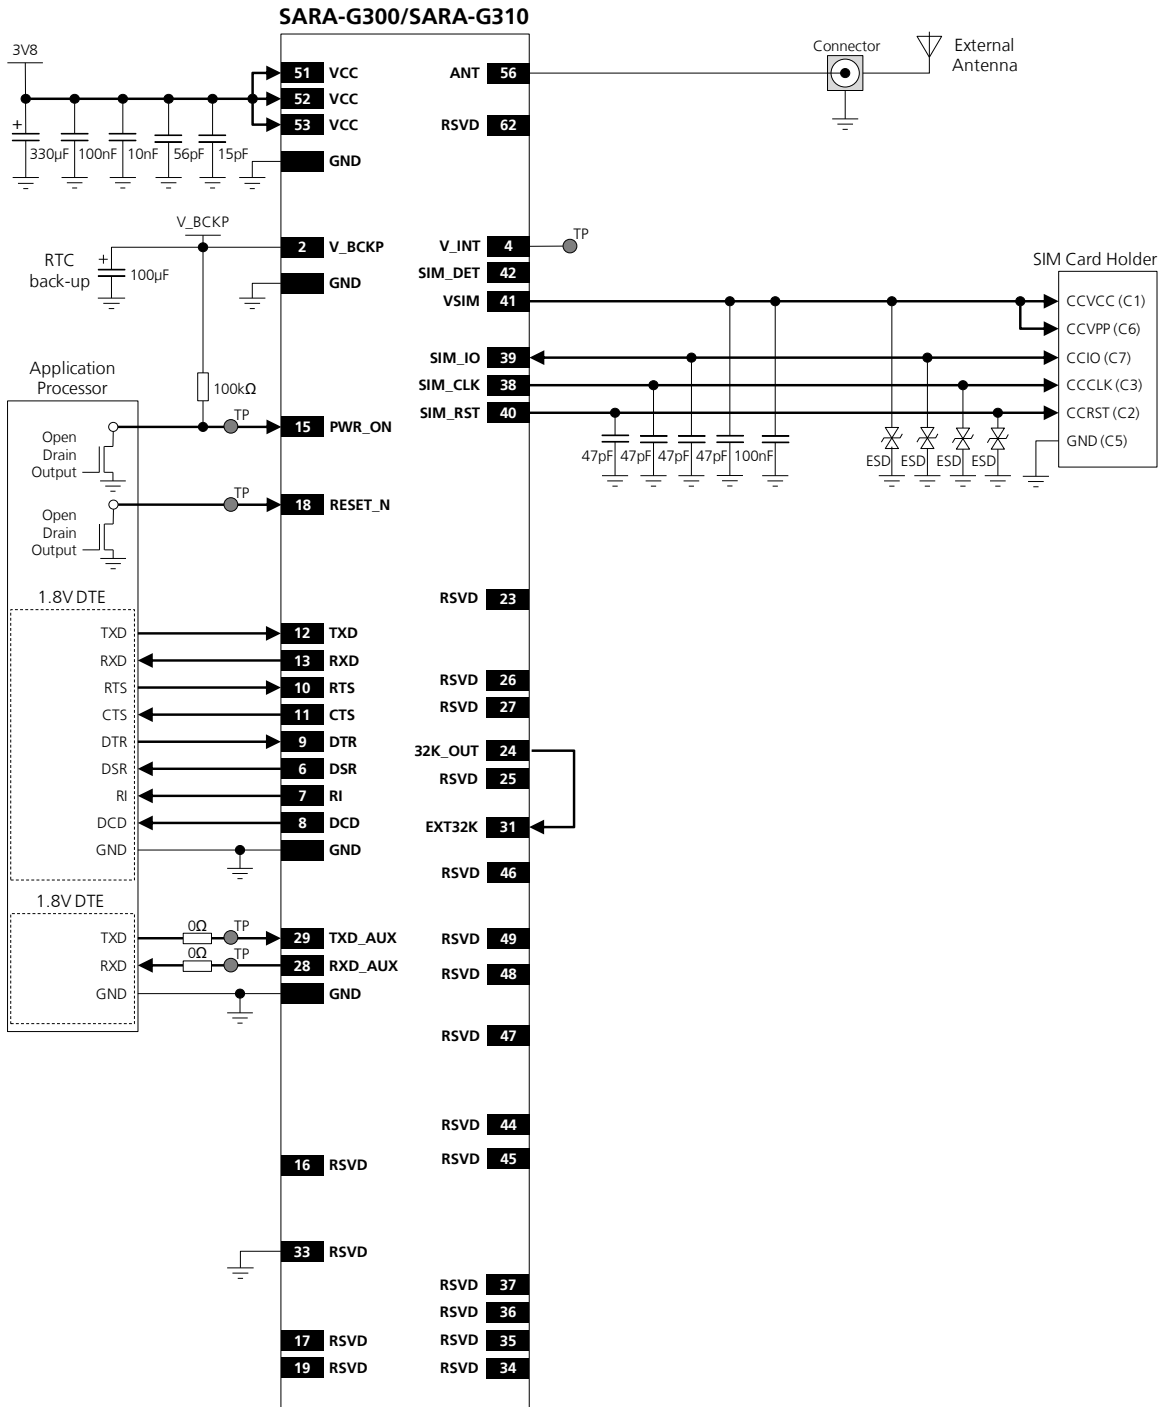 SARA-G300/SARA-G310
3V8
51 VCC
52 VCC
53 VCC
GND
+
330µF 100nF 10nF 56pF 15pF
ANT 56
RSVD 62
Connector
External
Antenna
V_BCKP
2 V_BCKP
GND
RTC
back-up
+
100µF
V_INT 4
TP
SIM_DET 42
VSIM 41
SIM_IO 39
SIM_CLK 38
SIM_RST 40
SIM Card Holder
CCVCC (C1)
CCVPP (C6)
CCIO (C7)
CCCLK (C3)
CCRST (C2)
GND (C5)
47pF 47pF 47pF 47pF 100nF
ESD ESD ESD ESD
Application
Processor
100kΩ
TP
15 PWR_ON
Open
Drain
Output
TP
18 RESET_N
Open
Drain
Output
RSVD 23
1.8V DTE
TXD 12 TXD
RXD 13 RXD
RTS 10 RTS
CTS 11 CTS
DTR 9 DTR
DSR 6 DSR
RI 7 RI
DCD 8 DCD
GND GND
RSVD 26
RSVD 27
32K_OUT 24
RSVD 25
EXT32K 31
RSVD 46
1.8V DTE
TXD 0Ω TP 29 TXD_AUX
RXD 0Ω TP 28 RXD_AUX
GND GND
RSVD 49
RSVD 48
RSVD 47
RSVD 44
RSVD 45
16 RSVD
33 RSVD
RSVD 37
RSVD 36
17 RSVD
RSVD 35
19 RSVD
RSVD 34